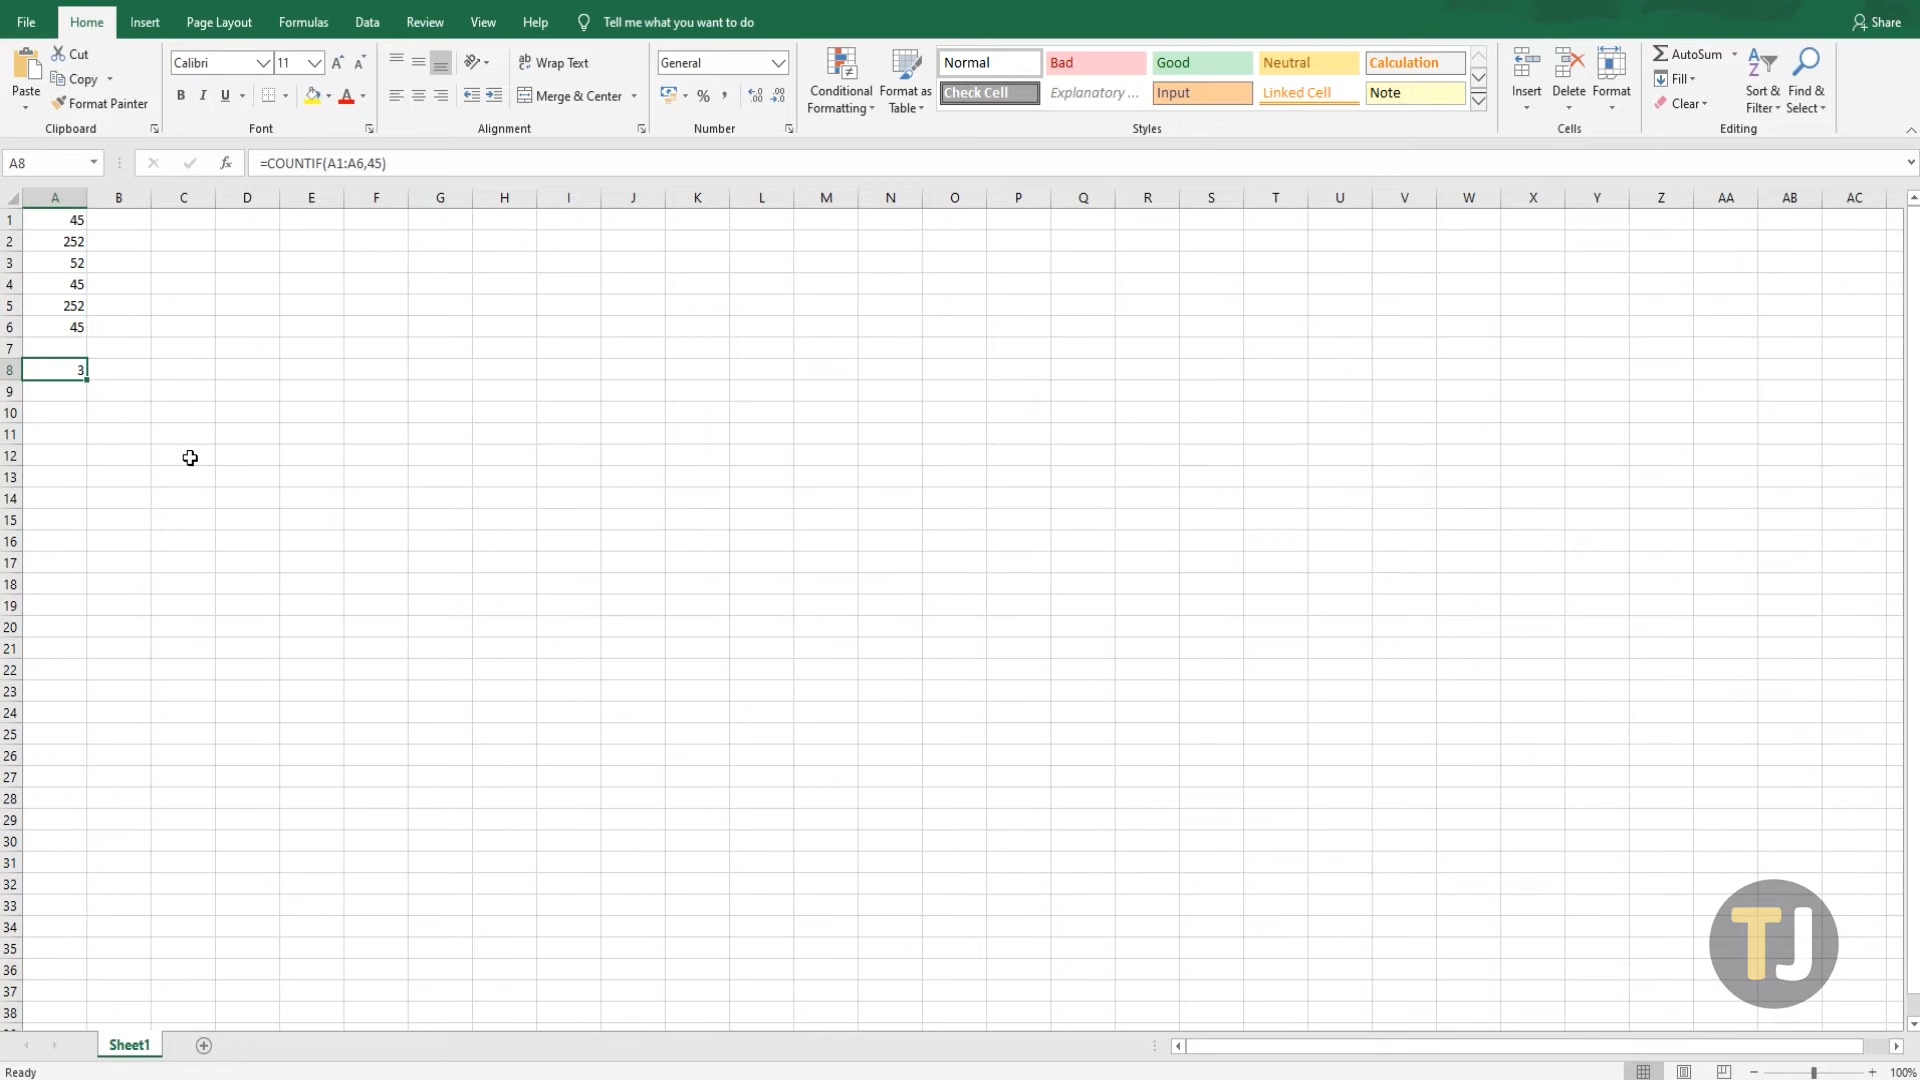 File Home Insert Page Layout Formulas Data Review View Help Tell me what you want to do Share
Paste Cut Copy Format Painter
Calibri 11 A A
B I U A
ab Wrap Text
Merge & Center
General
% ,
Conditional Formatting
Format as Table
Normal Bad Good Neutral Calculation
Check Cell Explanatory ... Input Linked Cell Note
Insert Delete Format
AutoSum
Fill
Clear
Sort & Filter
Find & Select
Clipboard Font Alignment Number Styles Cells Editing
A8 fx =COUNTIF(A1:A6,45)
A B C D E F G H I J K L M N O P Q R S T U V W X Y Z AA AB AC
1 45
2 252
3 52
4 45
5 252
6 45
7
8 3
9
10
11
12
13
14
15
16
17
18
19
20
21
22
23
24
25
26
27
28
29
30
31
32
33
34
35
36
37
38
TJ
Sheet1
Ready 100%